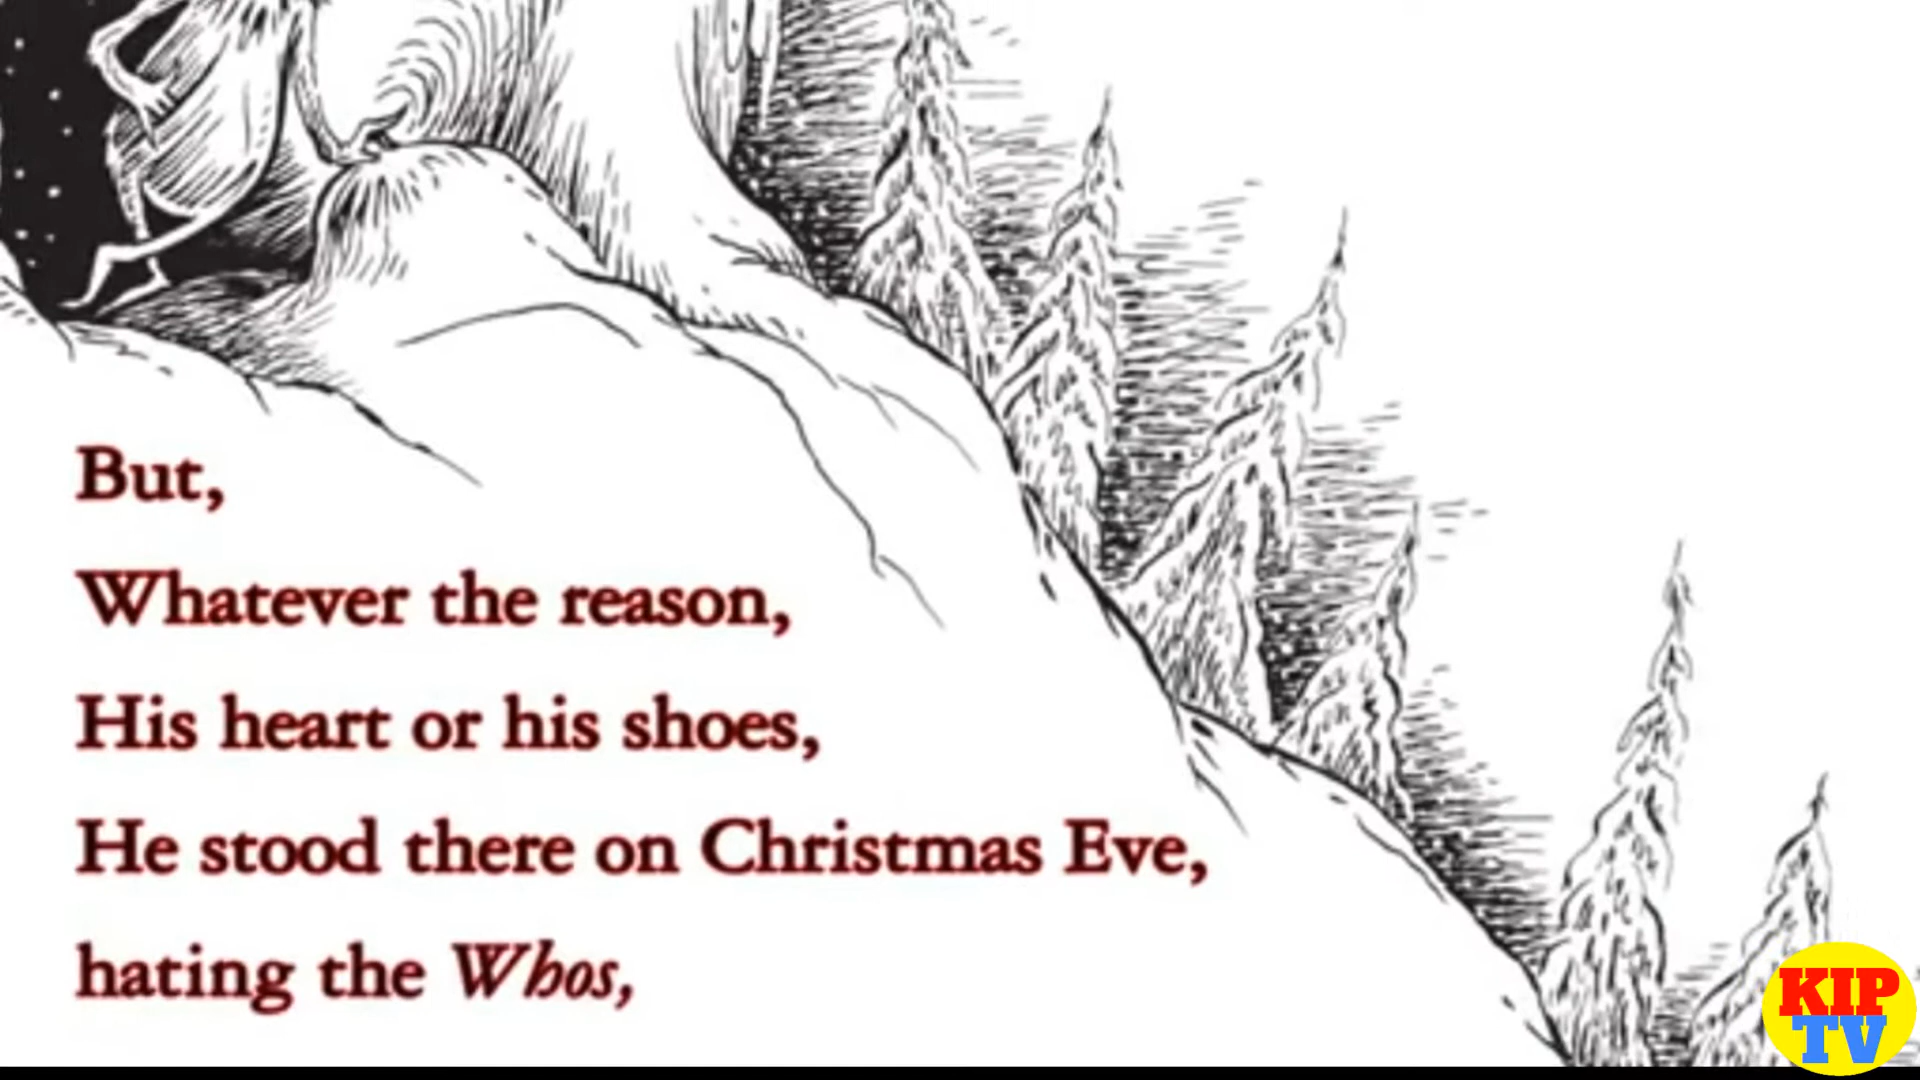 But,
Whatever the reason,
His heart or his shoes,
He stood there on Christmas Eve,
hating the Whos,
KIP
TV